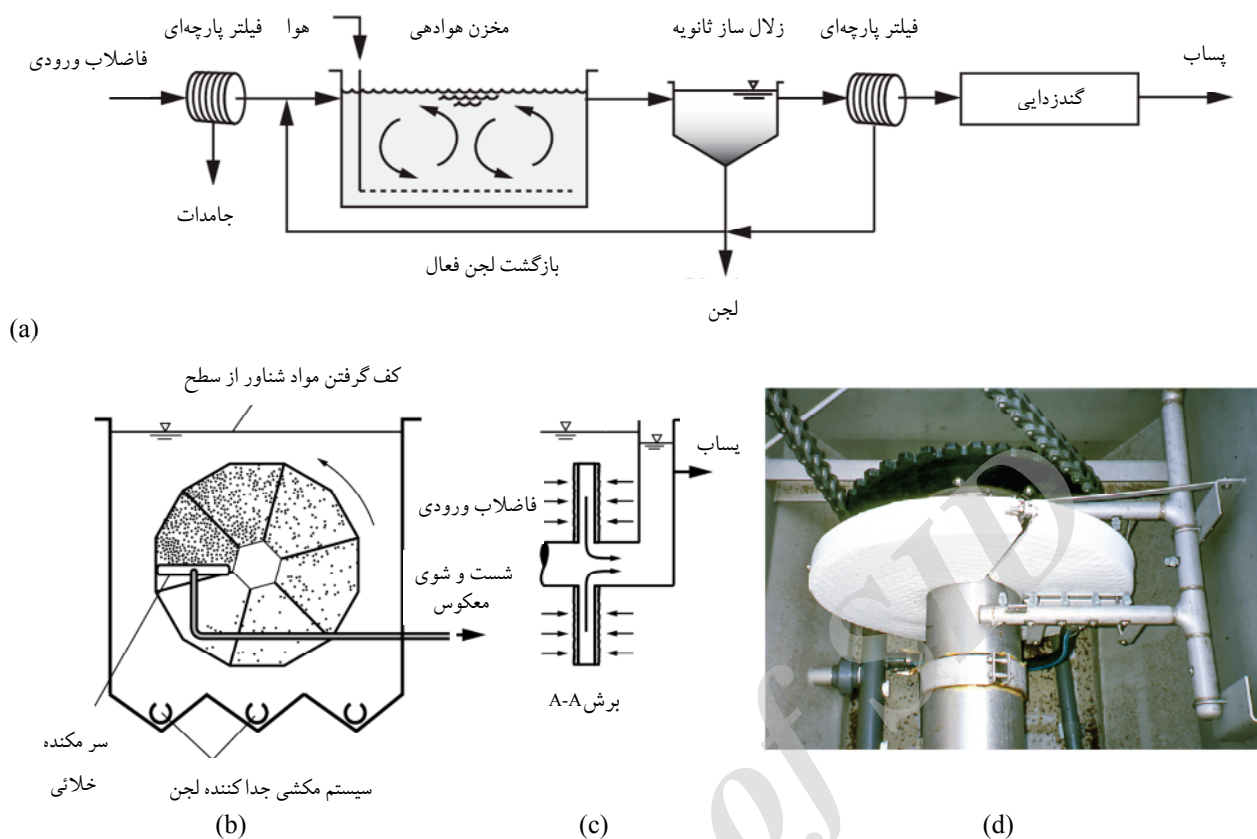 فیلتر پارچه‌ای
هوا
مخزن هوادهی
زلال ساز ثانویه
فیلتر پارچه‌ای
فاضلاب ورودی
پساب
گندزدایی
جامدات
بازگشت لجن فعال
لجن
(a)
کف گرفتن مواد شناور از سطح
پساب
فاضلاب ورودی
شست و شوی
معکوس
برش A-A
سر مکنده
خلائی
سیستم مکشی جدا کننده لجن
(b)
(c)
(d)
of SID